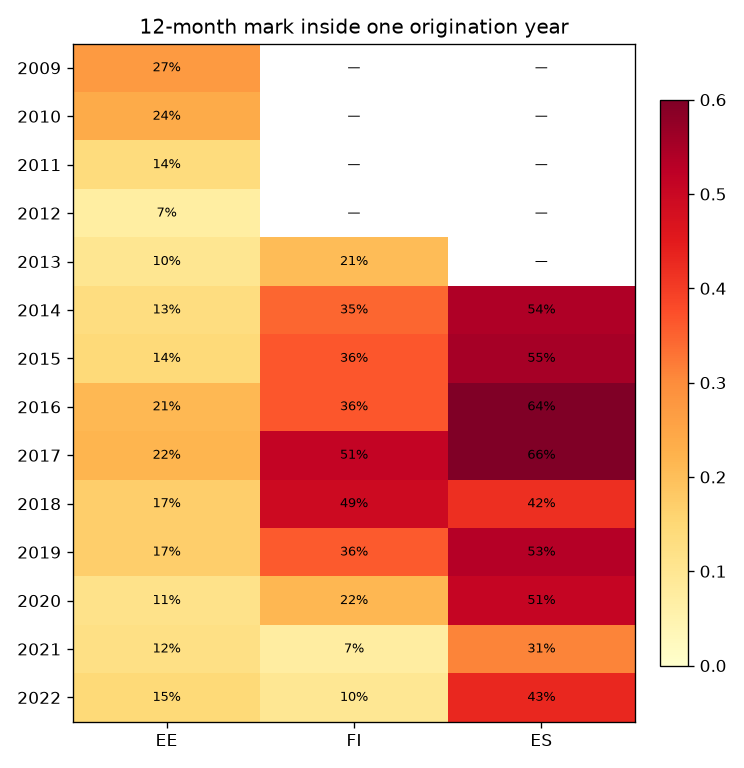 12-month mark inside one origination year
2009 27% — —
2010 24% — —
2011 14% — —
2012 7% — —
2013 10% 21% —
2014 13% 35% 54%
2015 14% 36% 55%
2016 21% 36% 64%
2017 22% 51% 66%
2018 17% 49% 42%
2019 17% 36% 53%
2020 11% 22% 51%
2021 12% 7% 31%
2022 15% 10% 43%
EE FI ES
0.6
0.5
0.4
0.3
0.2
0.1
0.0